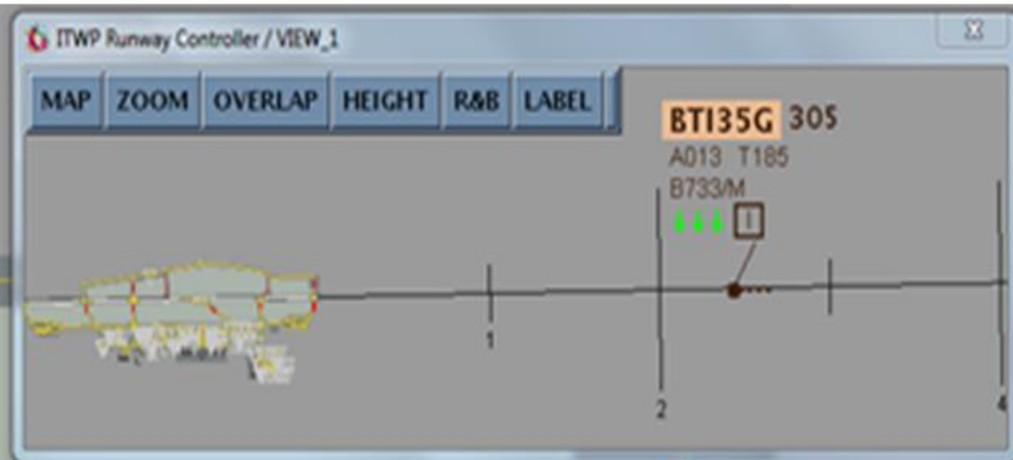 ITWP Runway Controller / VIEW_1
X
MAP ZOOM OVERLAP HEIGHT R&B LABEL
BTI35G 305
A013 T185
B733/M
I
1
2
4